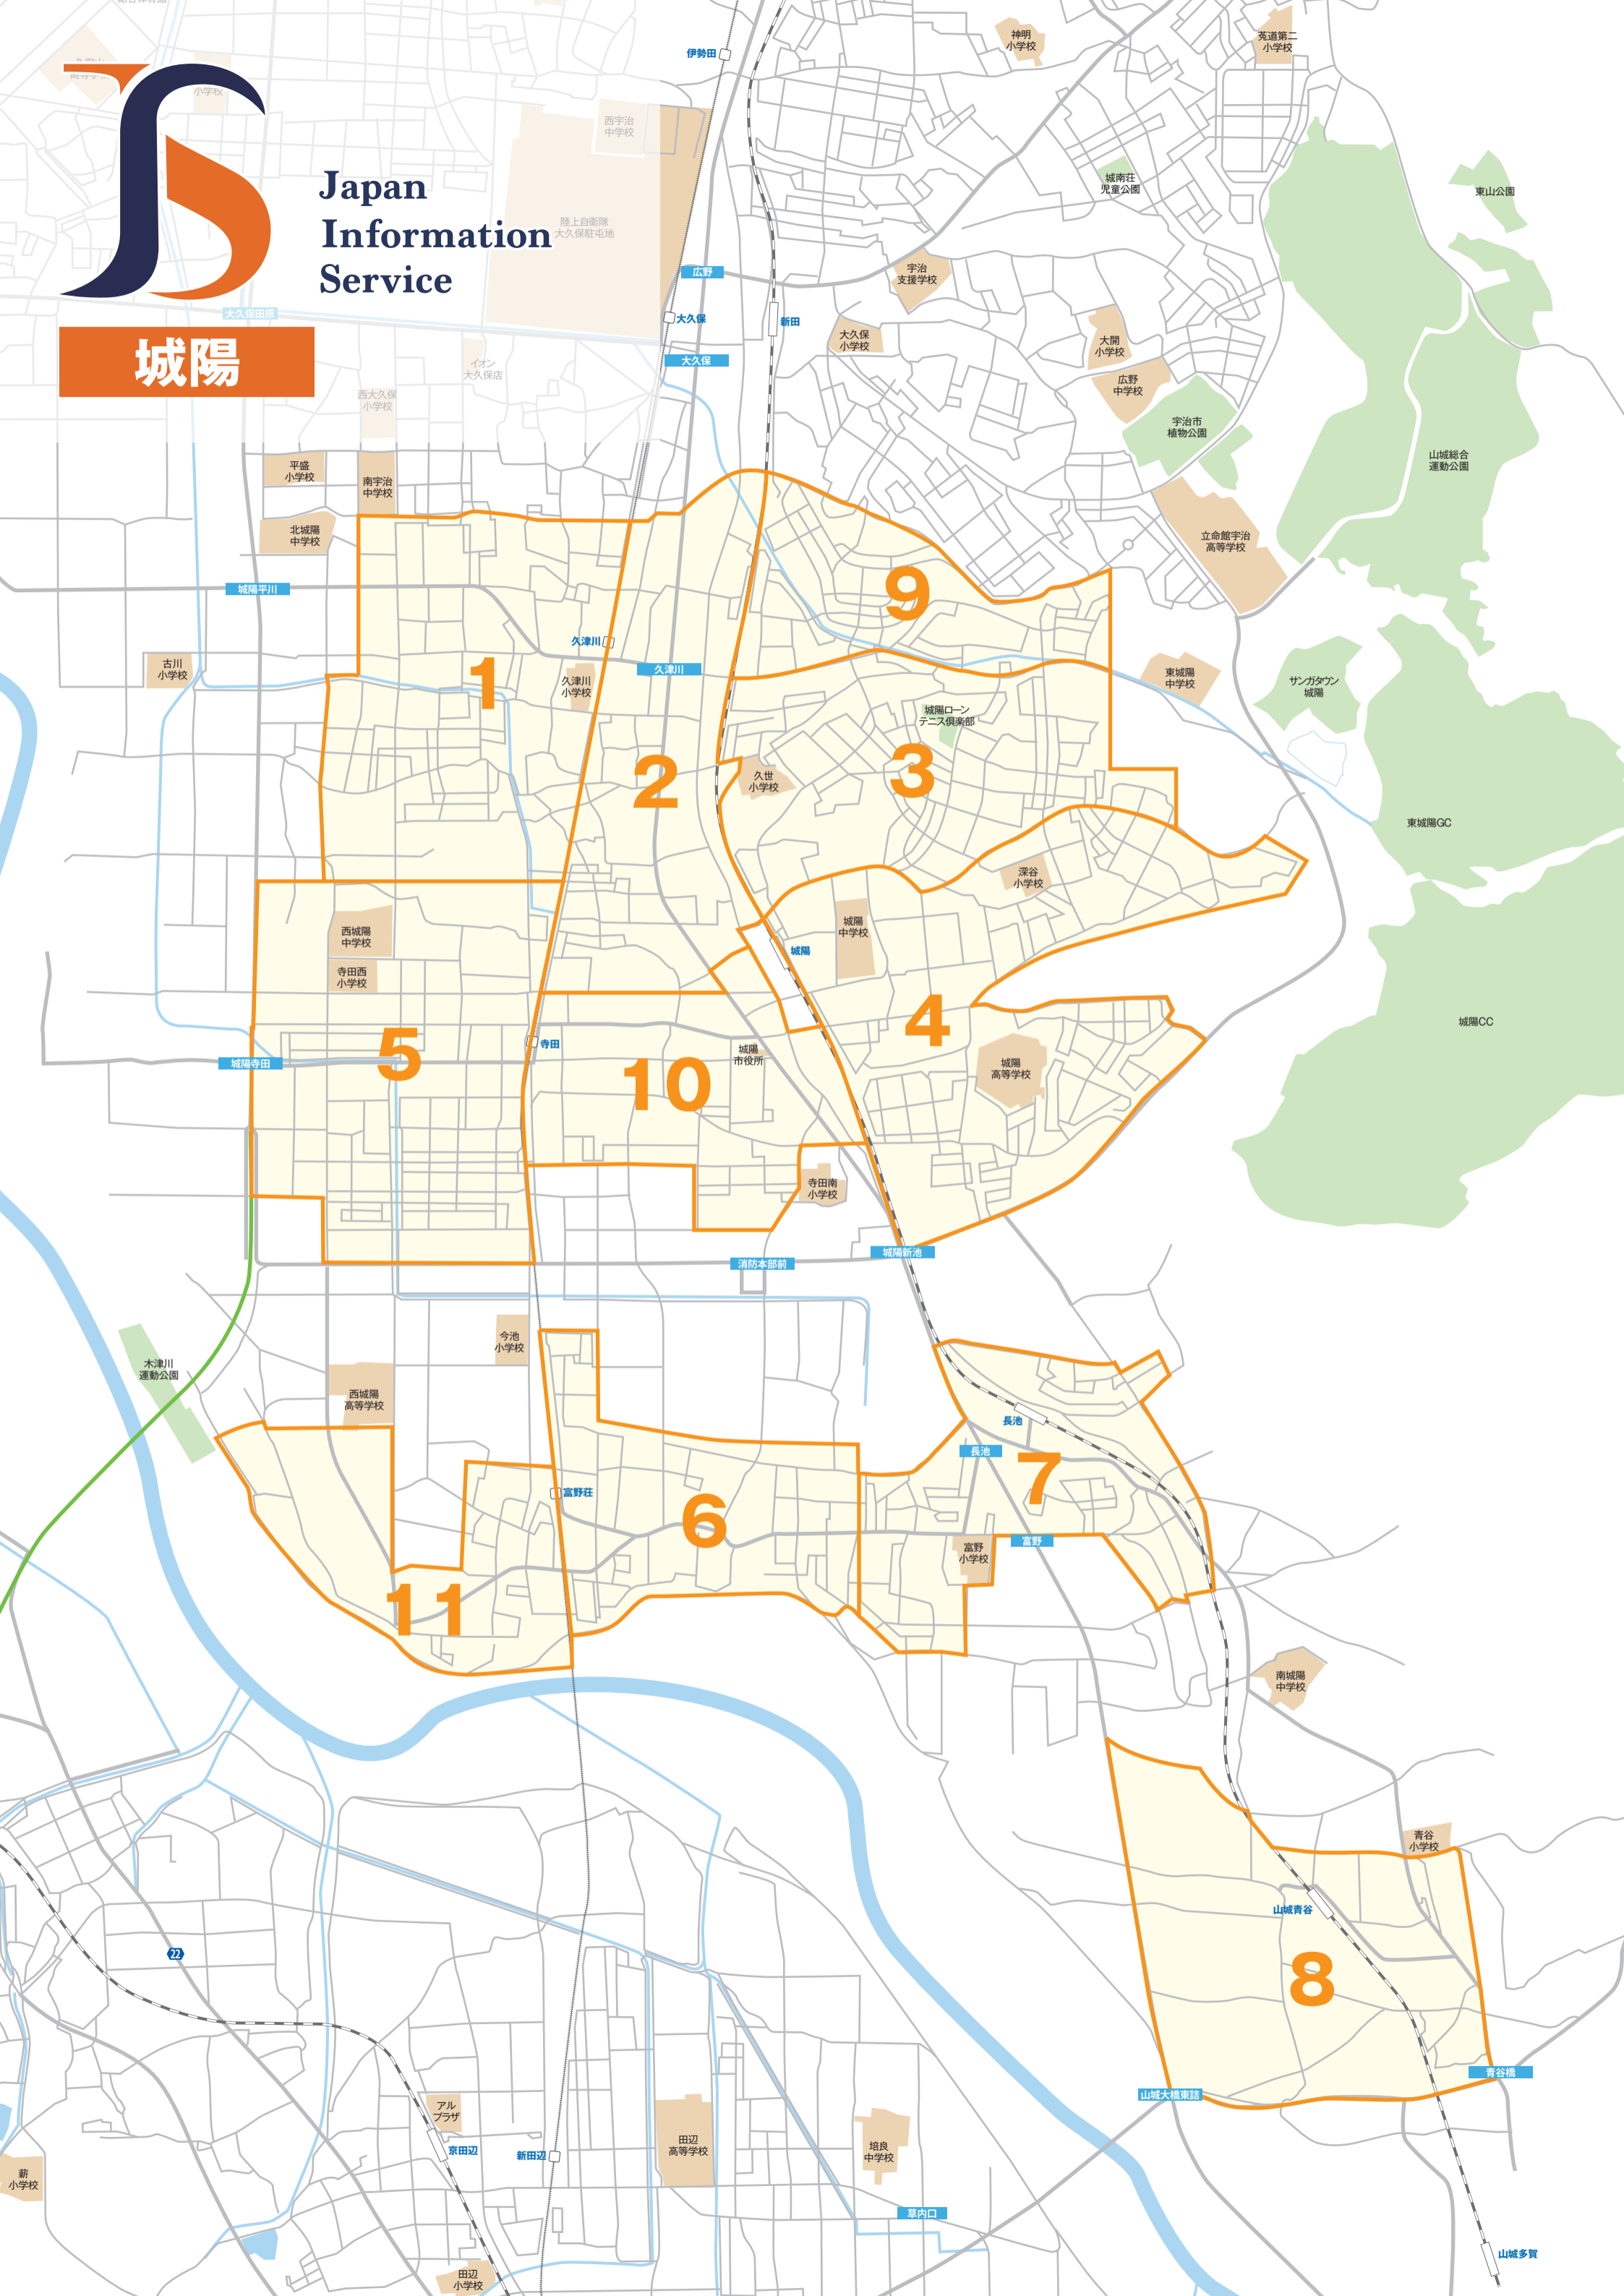 伊勢田
神明
小学校
莵道第二
小学校
高等学校
小学校
西宇治
中学校
城南荘
児童公園
東山公園
Japan
Information
Service
陸上自衛隊
大久保駐屯地
広野
宇治
支援学校
大久保田原
大久保
新田
大久保
小学校
大開
小学校
城陽
イオン
大久保店
大久保
広野
中学校
西大久保
小学校
宇治市
植物公園
山城総合
運動公園
平盛
小学校
南宇治
中学校
北城陽
中学校
立命館宇治
高等学校
城陽平川
9
久津川
久津川
古川
小学校
1
久津川
小学校
東城陽
中学校
サンガタウン
城陽
城陽ローン
テニス倶楽部
2
久世
小学校
3
東城陽GC
深谷
小学校
西城陽
中学校
城陽
中学校
城陽
寺田西
小学校
4
城陽CC
5
寺田
城陽寺田
10
城陽
市役所
城陽
高等学校
寺田南
小学校
城陽新池
消防本部前
今池
小学校
木津川
運動公園
西城陽
高等学校
長池
長池
7
富野荘
6
富野
富野
小学校
11
南城陽
中学校
青谷
小学校
山城青谷
22
8
青谷橋
山城大橋東詰
アル
プラザ
京田辺
新田辺
田辺
高等学校
培良
中学校
薪
小学校
草内口
山城多賀
田辺
小学校